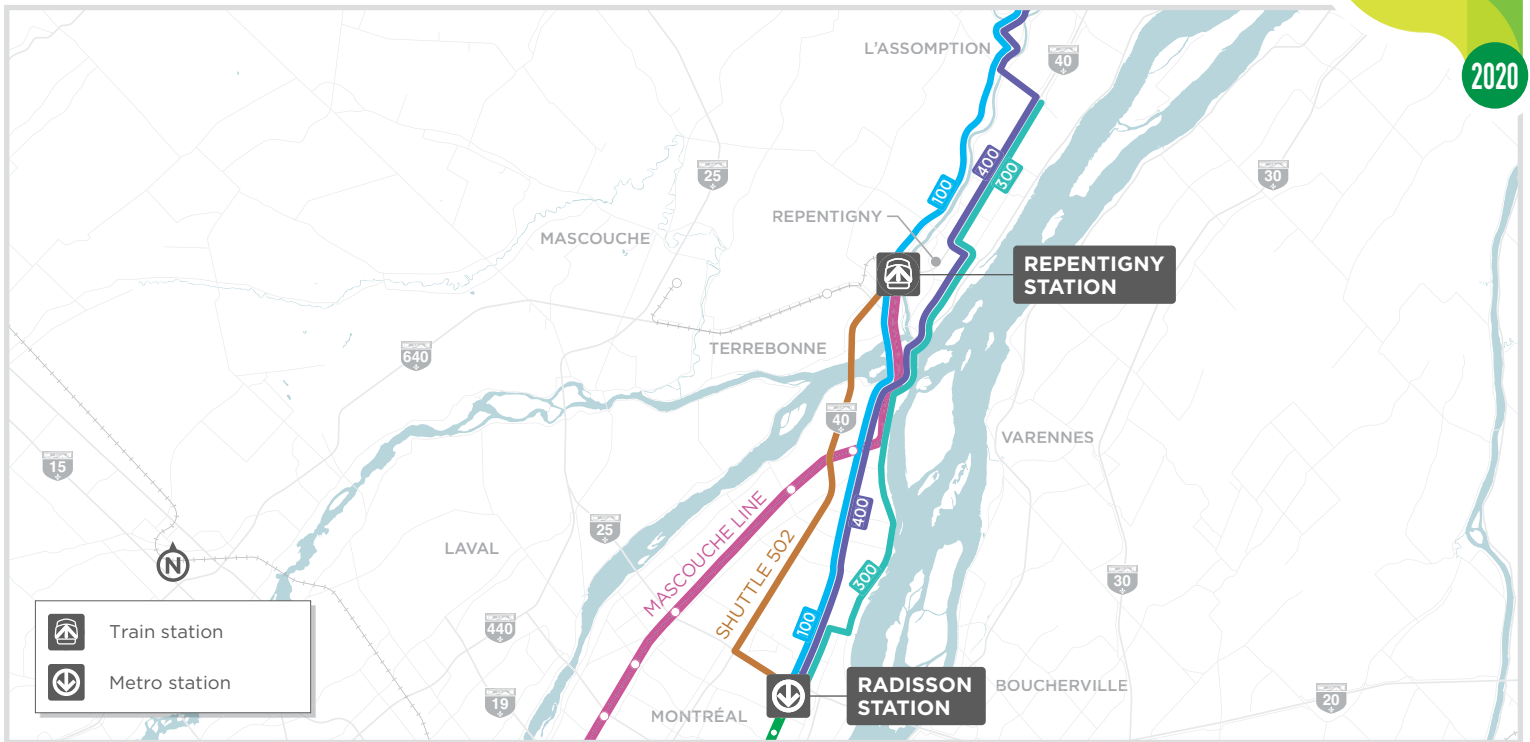 2020
L'ASSOMPTION
40
25
30
400
300
100
REPENTIGNY
MASCOUCHE
REPENTIGNY
STATION
640
TERREBONNE
40
15
VARENNES
MASCOUCHE LINE
400
25
SHUTTLE 502
LAVAL
N
300
30
100
440
Train station
Metro station
19
MONTRÉAL
RADISSON
STATION
BOUCHERVILLE
20